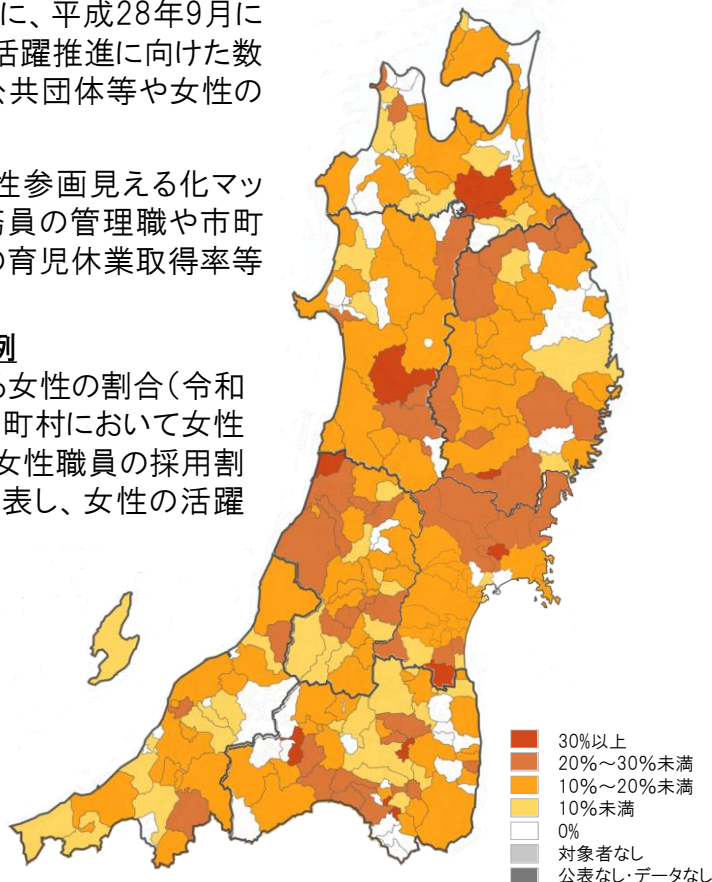 に、平成28年9月に
活躍推進に向けた数
公共団体等や女性の
性参画見える化マッ
務員の管理職や市町
の育児休業取得率等
例
る女性の割合（令和
町村において女性
女性職員の採用割
表し、女性の活躍
30%以上
20%～30%未満
10%～20%未満
10%未満
0%
対象者なし
公表なし・データなし